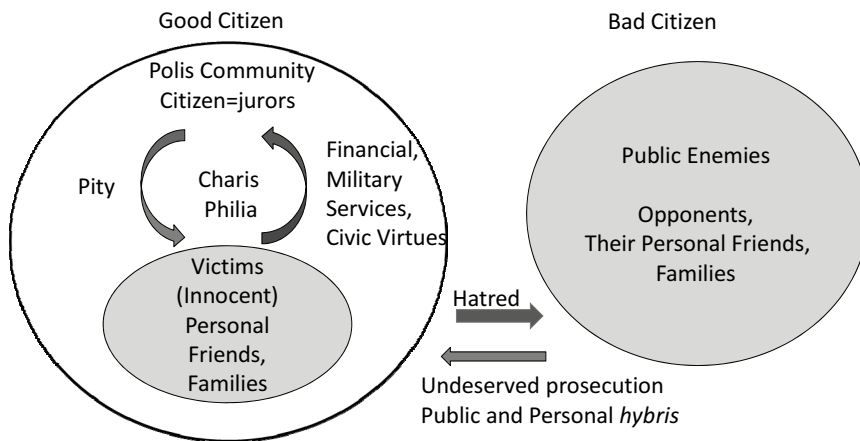 Good Citizen
Bad Citizen
Polis Community
Citizen=jurors
Pity
Charis
Philia
Financial,
Military
Services,
Civic Virtues
Victims
(Innocent)
Personal
Friends,
Families
Hatred
Undeserved prosecution
Public and Personal hybris
Public Enemies
Opponents,
Their Personal Friends,
Families